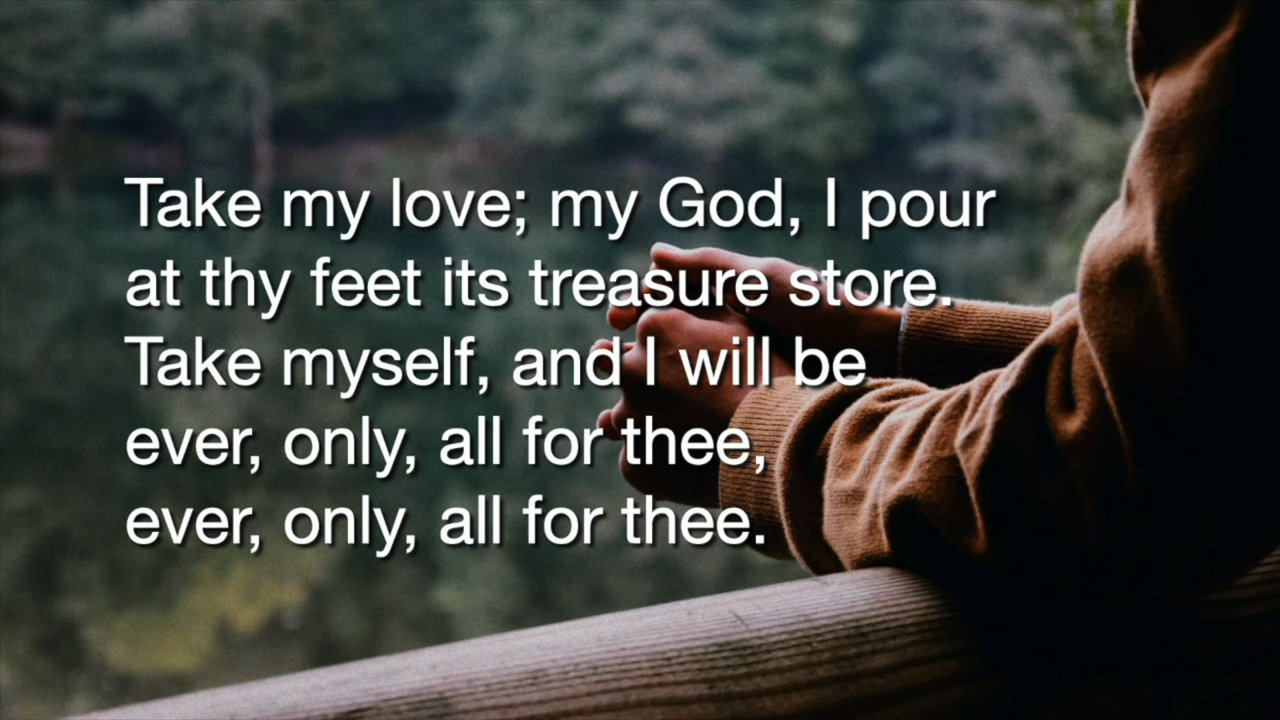 Take my love; my God, I pour
at thy feet its treasure store.
Take myself, and I will be
ever, only, all for thee,
ever, only, all for thee.